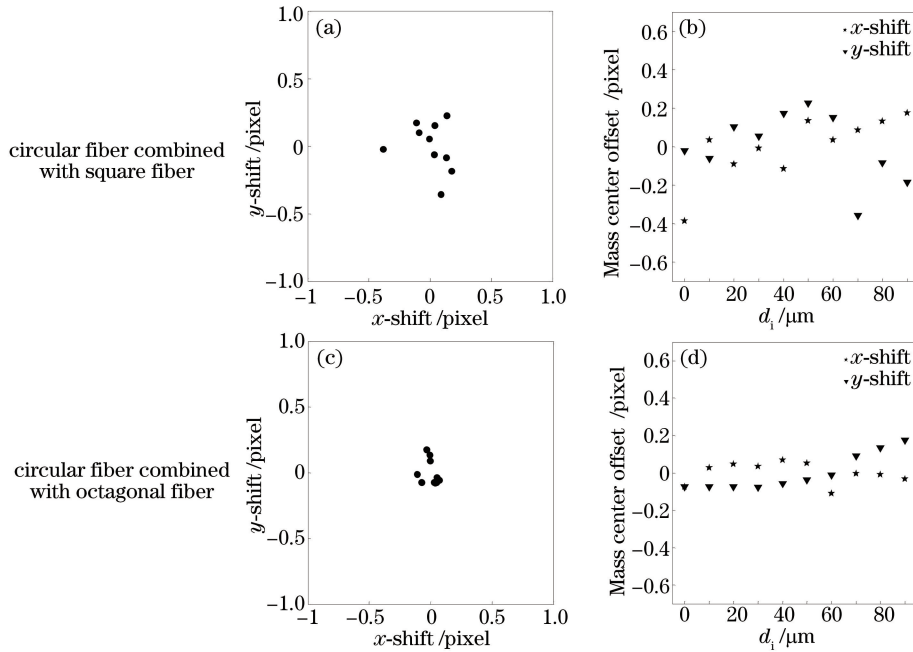 circular fiber combined
with square fiber
(a)
1.0
0.5
0
−0.5
−1.0
y-shift /pixel
−1
−0.5
0
0.5
1.0
x-shift /pixel
(b)
x-shift
y-shift
0.6
0.4
0.2
0
−0.2
−0.4
−0.6
Mass center offset /pixel
0
20
40
60
80
d_i /μm
circular fiber combined
with octagonal fiber
(c)
1.0
0.5
0
−0.5
−1.0
y-shift /pixel
−1
−0.5
0
0.5
1.0
x-shift /pixel
(d)
x-shift
y-shift
0.6
0.4
0.2
0
−0.2
−0.4
−0.6
Mass center offset /pixel
0
20
40
60
80
d_i /μm